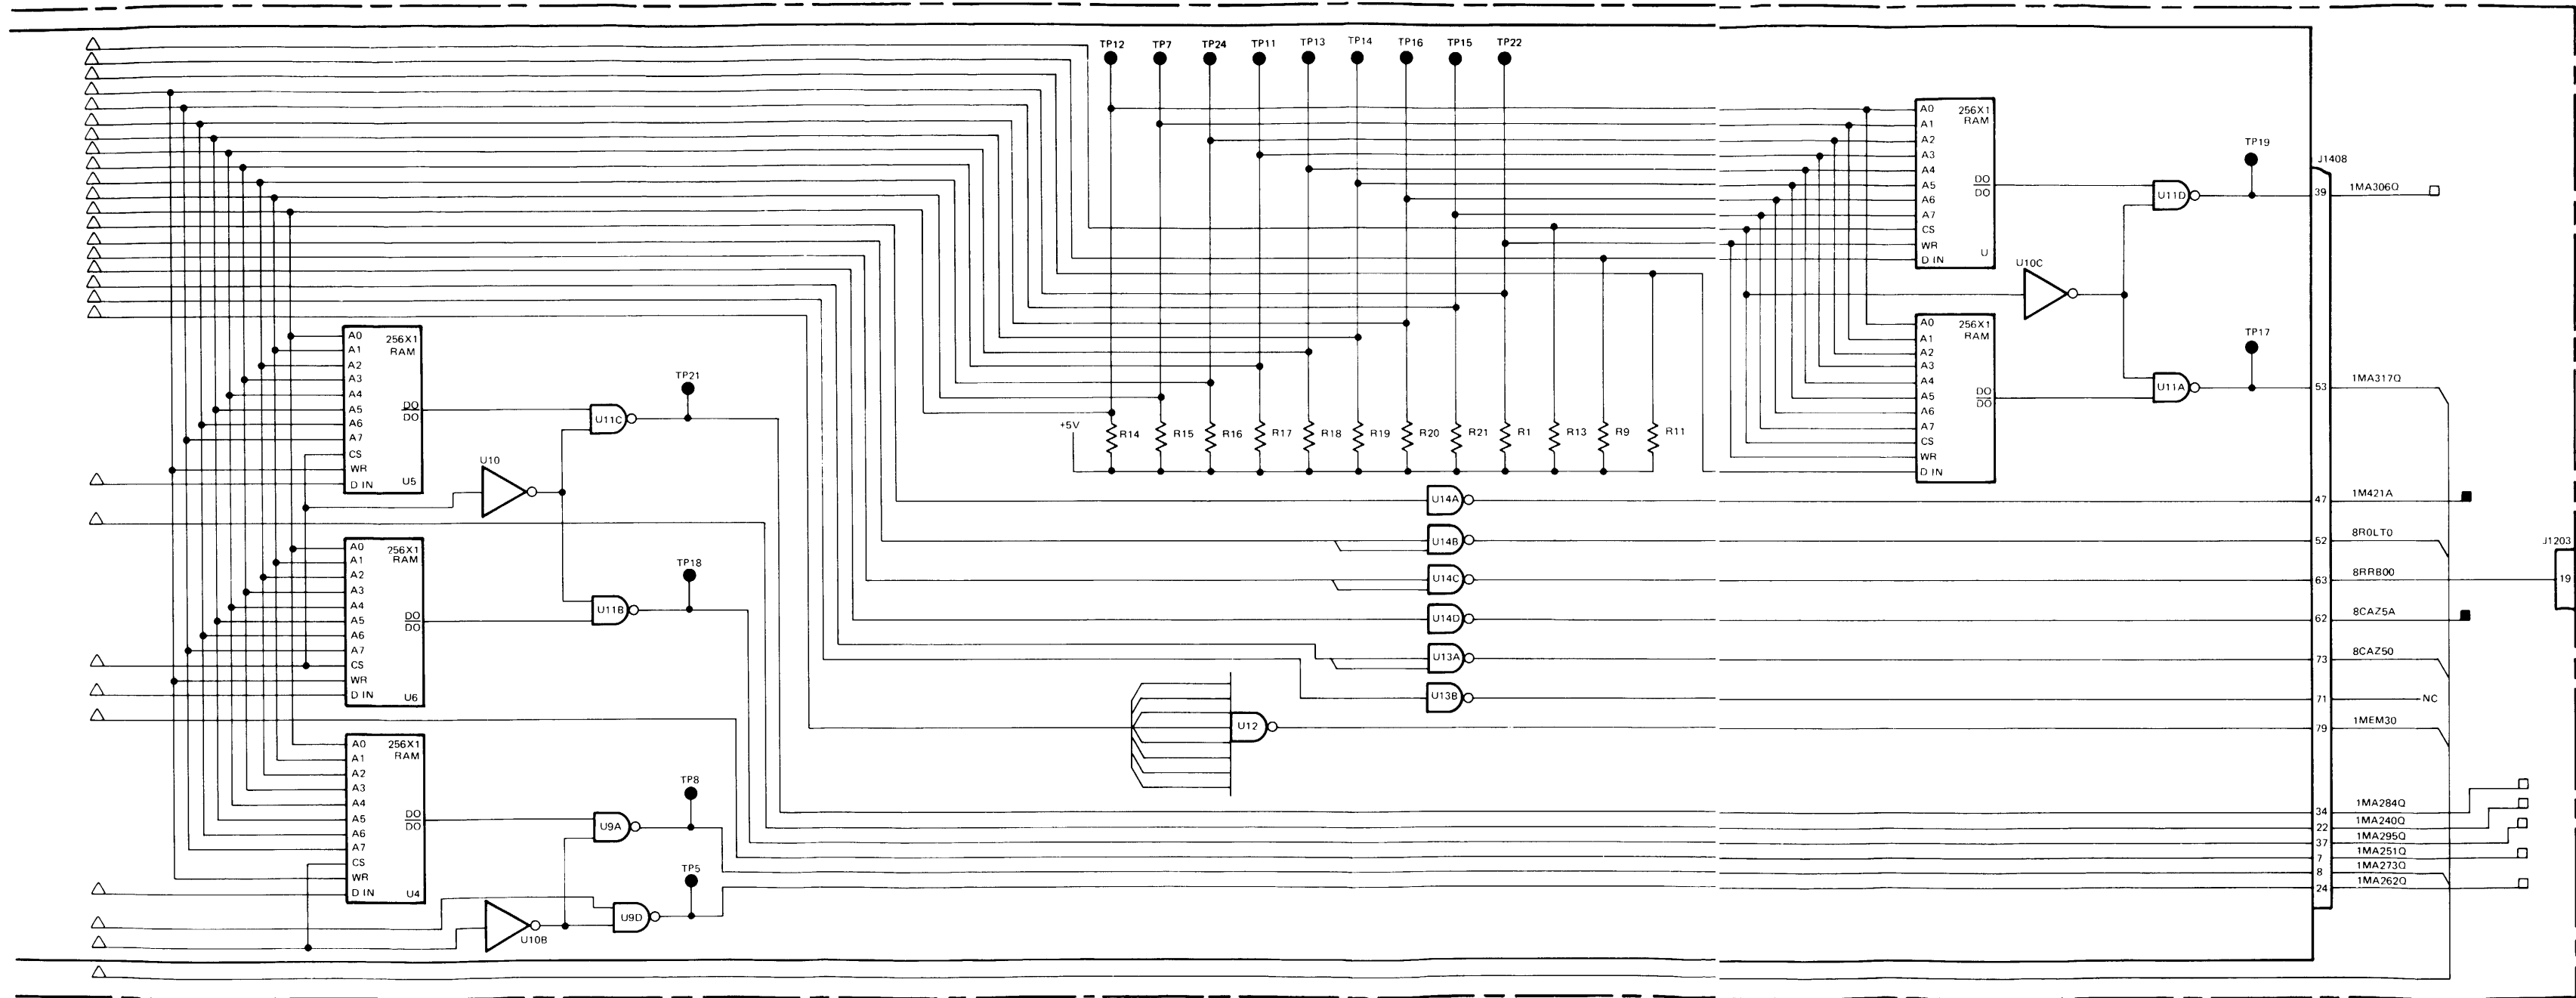 TP12 TP7 TP24 TP11 TP13 TP14 TP16 TP15 TP22
A0 256X1
A1 RAM
A2
A3
A4
A5 DO
A6 DO
A7
CS
WR U
D IN
TP19
U11D
J1408
39 1MA306Q
U10C
A0 256X1
A1 RAM
A2
A3
A4
A5 DO
A6 DO
A7
CS
WR
D IN
TP17
U11A
53 1MA317Q
A0 256X1
A1 RAM
A2
A3
A4
A5 DO
A6 DO
A7
CS
WR
D IN U5
U10
U11C
TP21
+5V
R14 R15 R16 R17 R18 R19 R20 R21 R1 R13 R9 R11
U14A 47 1M421A
U14B 52 8R0LT0
J1203
U14C 63 8RRB00 19
U14D 62 8CAZ5A
U13A 73 8CAZ50
U13B 71 NC
U12 79 1MEM30
A0 256X1
A1 RAM
A2
A3
A4
A5 DO
A6 DO
A7
CS
WR
D IN U6
U11B
TP18
A0 256X1
A1 RAM
A2
A3
A4
A5 DO
A6 DO
A7
CS
WR
D IN U4
U9A
TP8
U9D
TP5
U10B
34 1MA284Q
22 1MA240Q
37 1MA295Q
7 1MA251Q
8 1MA273Q
24 1MA262Q